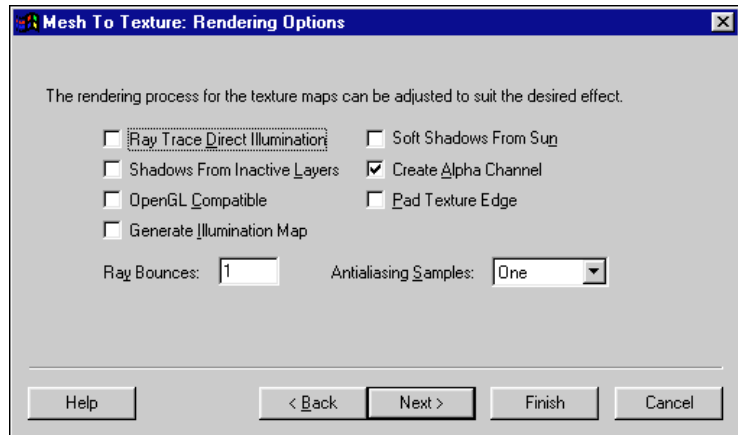 Mesh To Texture: Rendering Options
The rendering process for the texture maps can be adjusted to suit the desired effect.
Ray Trace Direct Illumination
Soft Shadows From Sun
Shadows From Inactive Layers
Create Alpha Channel
OpenGL Compatible
Pad Texture Edge
Generate Illumination Map
Ray Bounces: 1 Antialiasing Samples: One
Help < Back Next > Finish Cancel